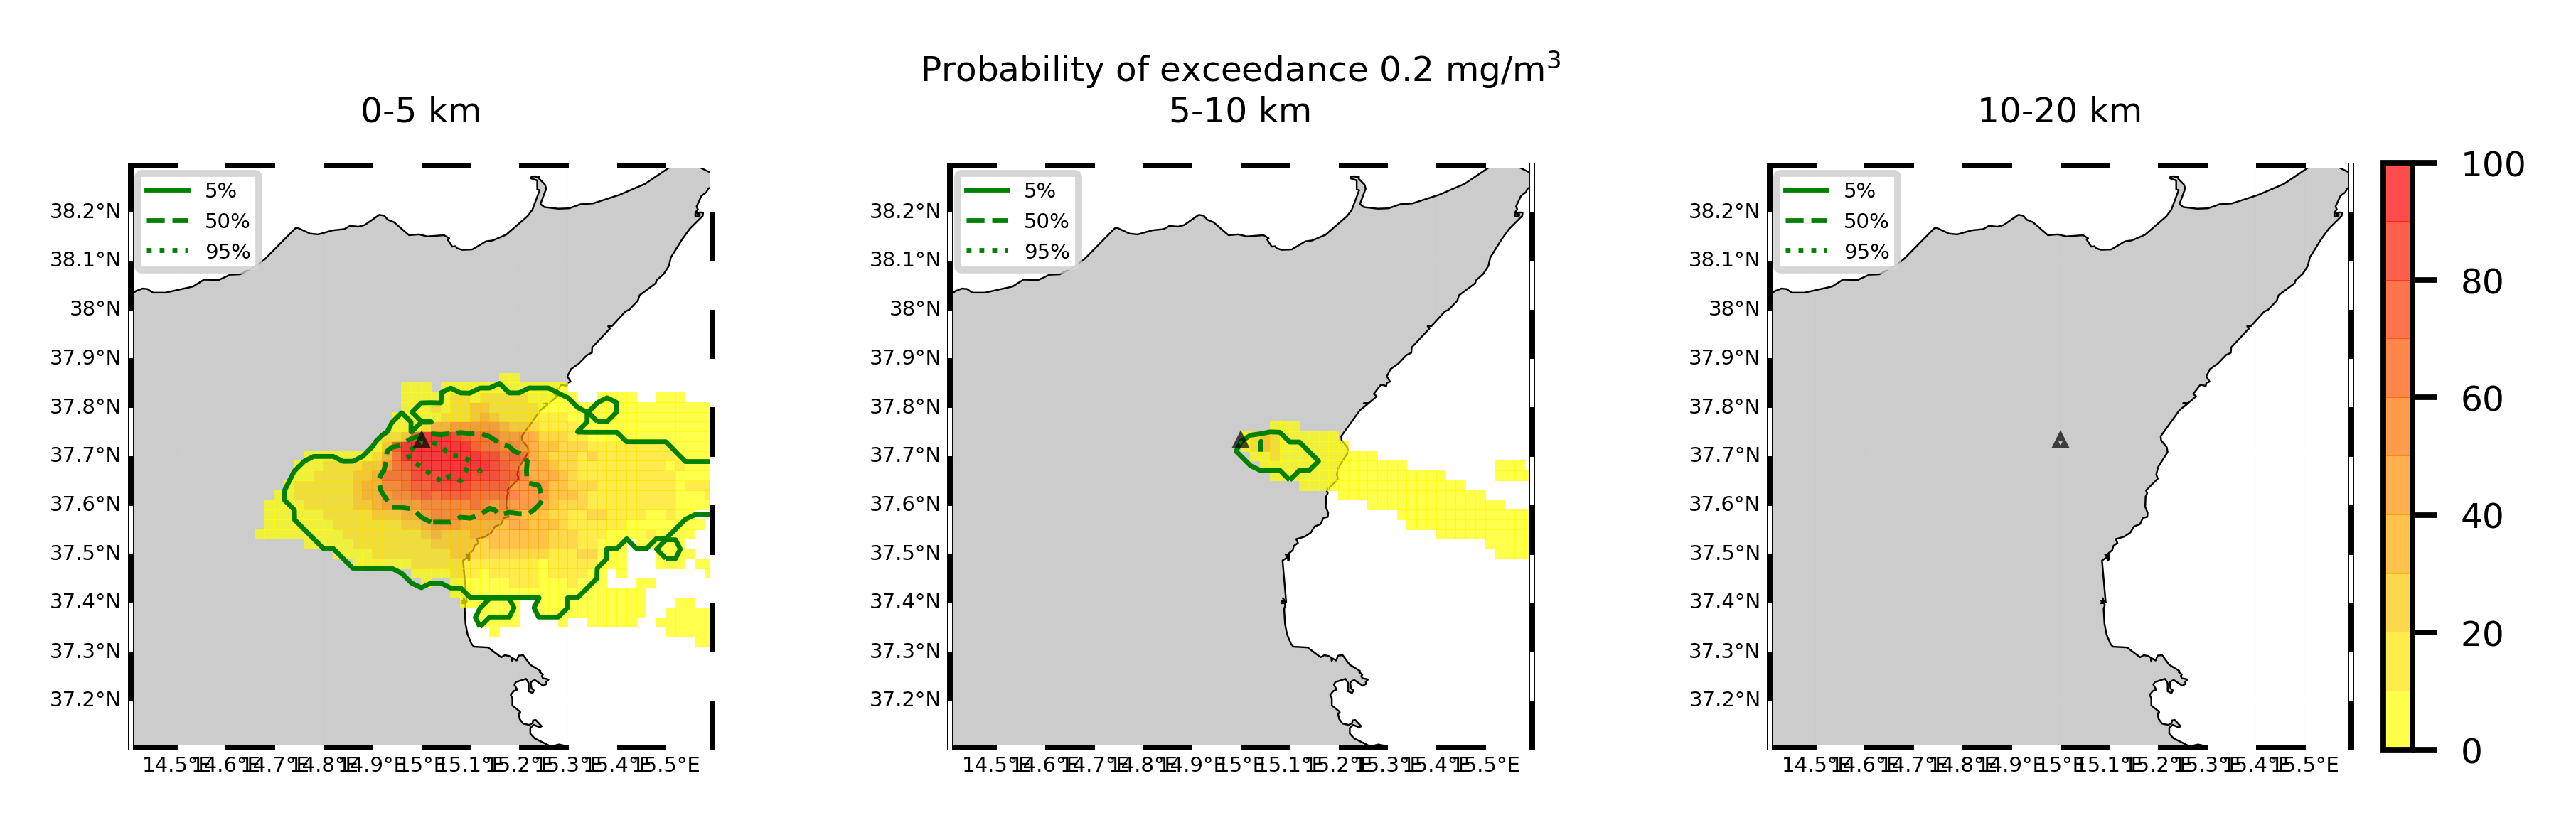 Probability of exceedance 0.2 mg/m³
0-5 km
5%
50%
95%
38.2°N
38.1°N
38°N
37.9°N
37.8°N
37.7°N
37.6°N
37.5°N
37.4°N
37.3°N
37.2°N
14.5°E 14.6°E 14.7°E 14.8°E 14.9°E 15°E 15.1°E 15.2°E 15.3°E 15.4°E 15.5°E
5-10 km
5%
50%
95%
38.2°N
38.1°N
38°N
37.9°N
37.8°N
37.7°N
37.6°N
37.5°N
37.4°N
37.3°N
37.2°N
14.5°E 14.6°E 14.7°E 14.8°E 14.9°E 15°E 15.1°E 15.2°E 15.3°E 15.4°E 15.5°E
10-20 km
5%
50%
95%
38.2°N
38.1°N
38°N
37.9°N
37.8°N
37.7°N
37.6°N
37.5°N
37.4°N
37.3°N
37.2°N
14.5°E 14.6°E 14.7°E 14.8°E 14.9°E 15°E 15.1°E 15.2°E 15.3°E 15.4°E 15.5°E
100
80
60
40
20
0